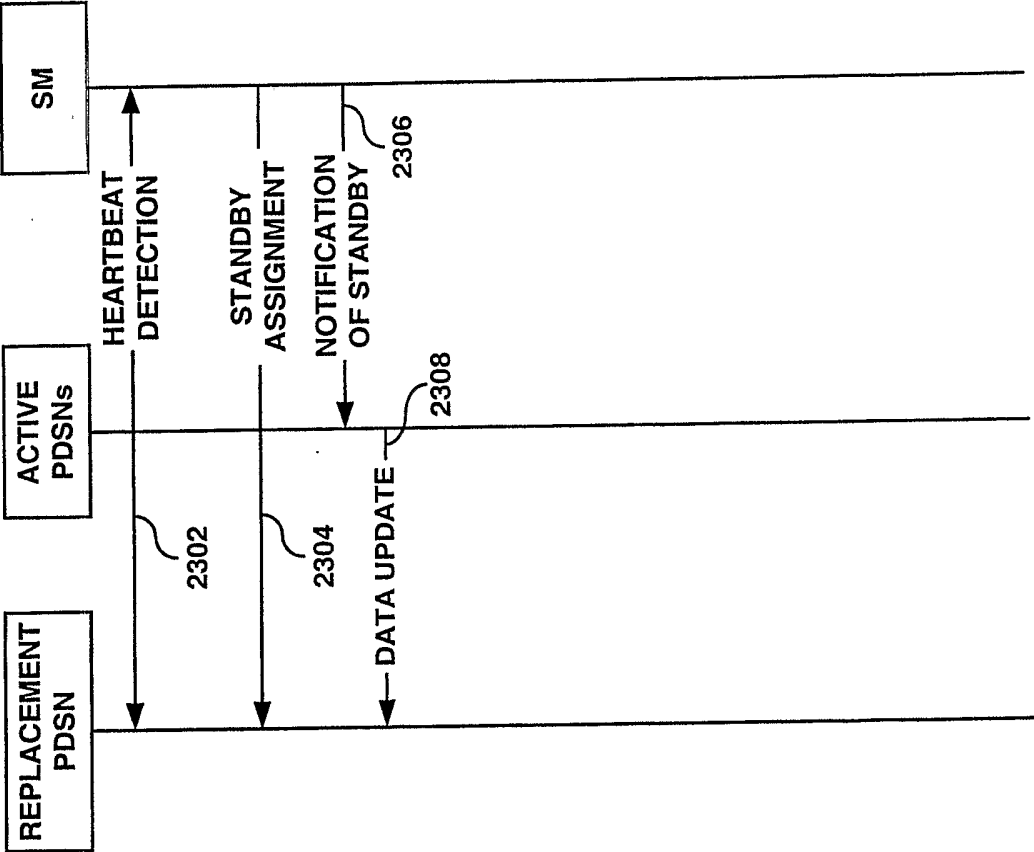 REPLACEMENT
PDSN
ACTIVE
PDSNs
SM
HEARTBEAT
DETECTION
2302
STANDBY
ASSIGNMENT
2304
NOTIFICATION
OF STANDBY
2306
DATA UPDATE
2308